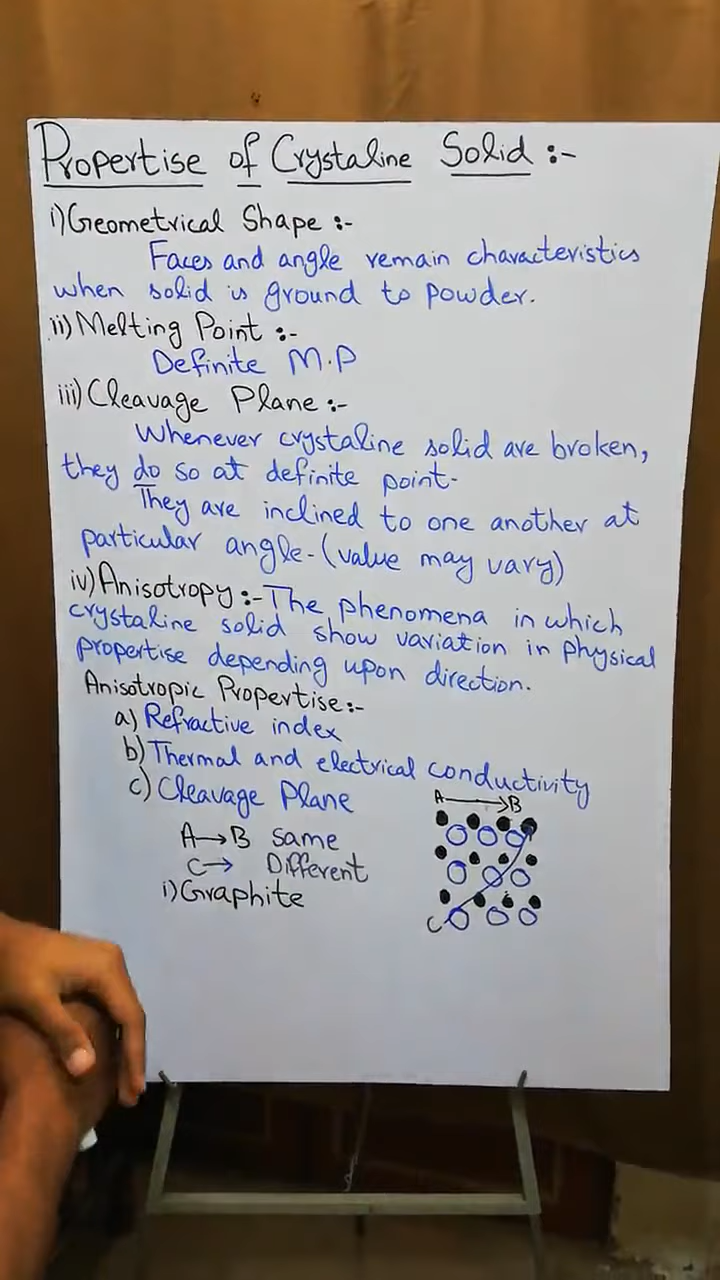 Propertise of Crystaline Solid :-
i) Geometrical Shape :-
Faces and angle remain characteristics
when solid is ground to powder.
ii) Melting Point :-
Definite M.P
iii) Cleavage Plane :-
Whenever crystaline solid are broken,
they do so at definite point.
They are inclined to one another at
particular angle-(value may vary)
iv) Anisotropy :- The phenomena in which
crystaline solid show variation in physical
propertise depending upon direction.
Anisotropic Propertise :-
a) Refractive index
b) Thermal and electrical conductivity
c) Cleavage Plane
A → B
A → B same
C → Different
i) Graphite
C